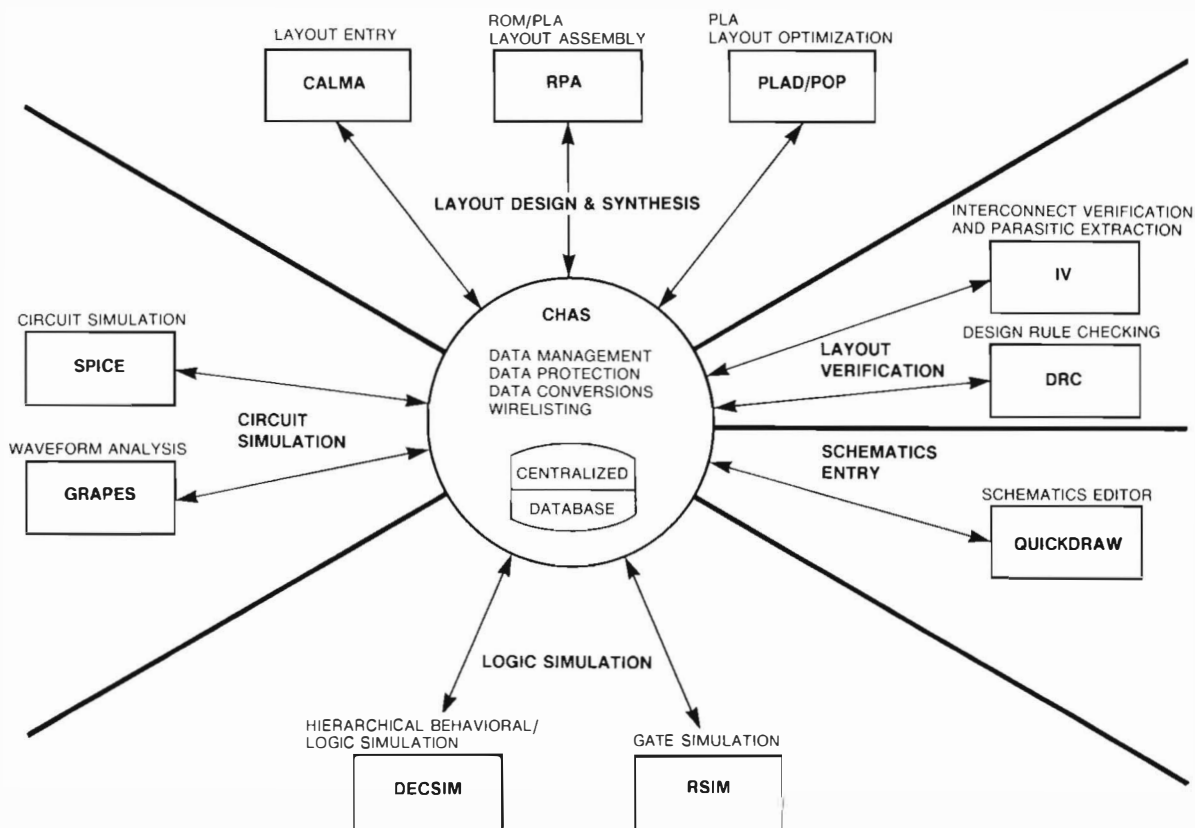 LAYOUT ENTRY
CALMA
ROM/PLA
LAYOUT ASSEMBLY
RPA
PLA
LAYOUT OPTIMIZATION
PLAD/POP
LAYOUT DESIGN & SYNTHESIS
INTERCONNECT VERIFICATION
AND PARASITIC EXTRACTION
IV
DESIGN RULE CHECKING
DRC
LAYOUT
VERIFICATION
CHAS
DATA MANAGEMENT
DATA PROTECTION
DATA CONVERSIONS
WIRELISTING
CENTRALIZED
DATABASE
CIRCUIT SIMULATION
SPICE
CIRCUIT
SIMULATION
WAVEFORM ANALYSIS
GRAPES
SCHEMATICS
ENTRY
SCHEMATICS EDITOR
QUICKDRAW
LOGIC SIMULATION
HIERARCHICAL BEHAVIORAL/
LOGIC SIMULATION
DECSIM
GATE SIMULATION
RSIM